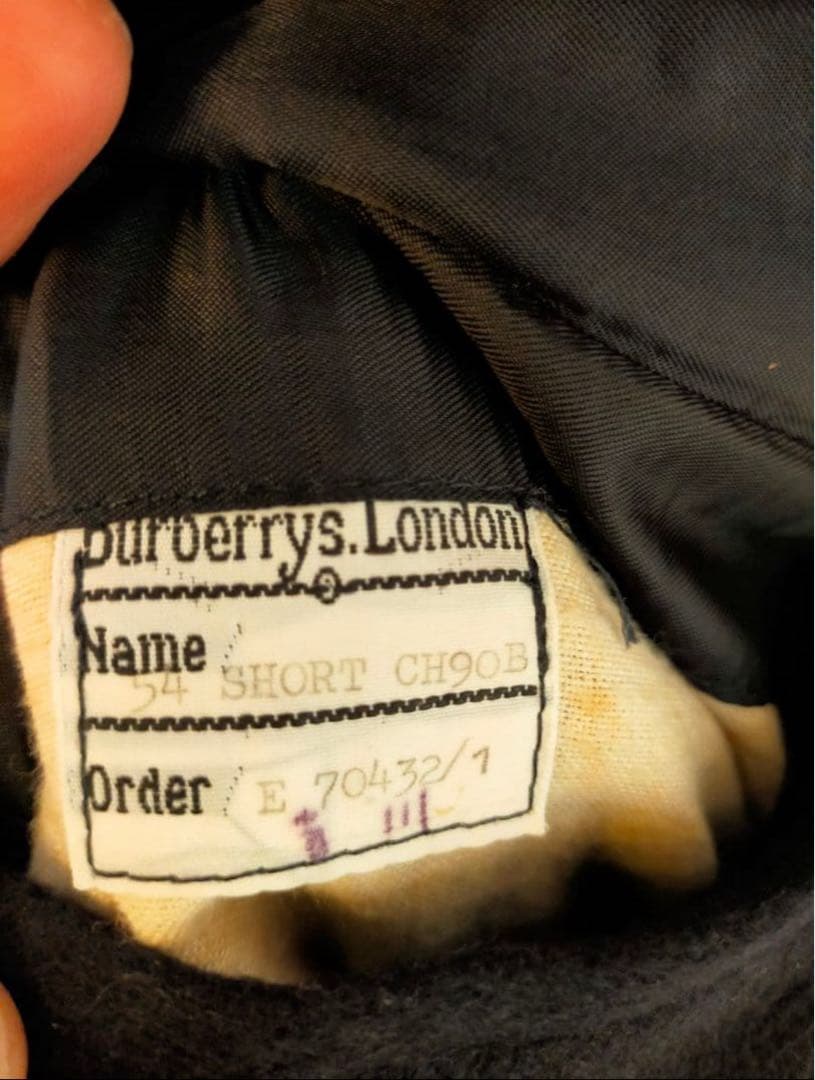 Burberrys.London
Name
54 SHORT CH90B
Order E 70432/1